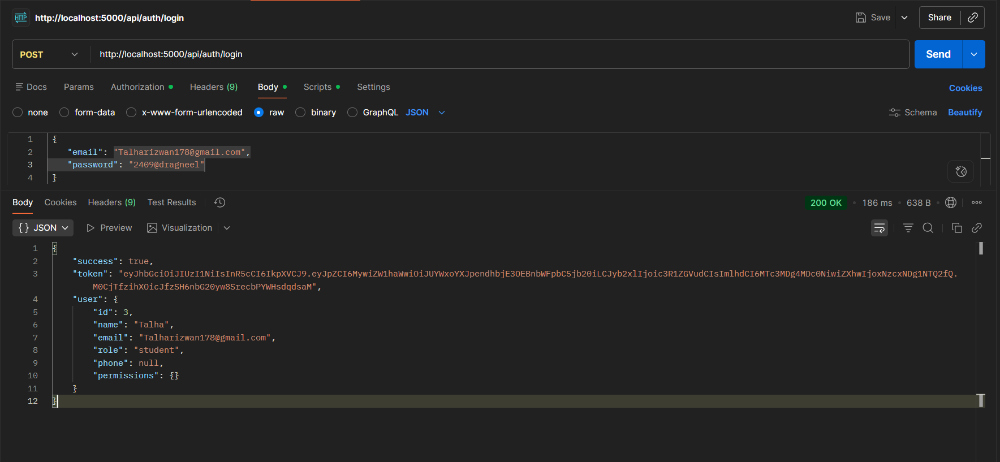 HTTP http://localhost:5000/api/auth/login Save Share
POST http://localhost:5000/api/auth/login Send
Docs Params Authorization Headers (9) Body Scripts Settings Cookies
none form-data x-www-form-urlencoded raw binary GraphQL JSON Schema Beautify
1 {
2 "email": "Talharizwan178@gmail.com",
3 "password": "2409@dragneel"
4 }
Body Cookies Headers (9) Test Results 200 OK 186 ms 638 B
{} JSON Preview Visualization
1 {
2 "success": true,
3 "token": "eyJhbGciOiJIUzI1NiIsInR5cCI6IkpXVCJ9.eyJpZCI6MywiZW1haWwiOiJUYWxoYXJpendhbjE3OEBnbWFpbC5jb20iLCJyb2xlIjoic3R1ZGVudCIsImlhdCI6MTc3MDg4MDc0NiwiZXhwIjoxNzcxNDg1NTQ2fQ.
M0CjTfzihXOicJfzSH6nbG20yw8SrecbPYWHsdqdsaM",
4 "user": {
5 "id": 3,
6 "name": "Talha",
7 "email": "Talharizwan178@gmail.com",
8 "role": "student",
9 "phone": null,
10 "permissions": {}
11 }
12 }